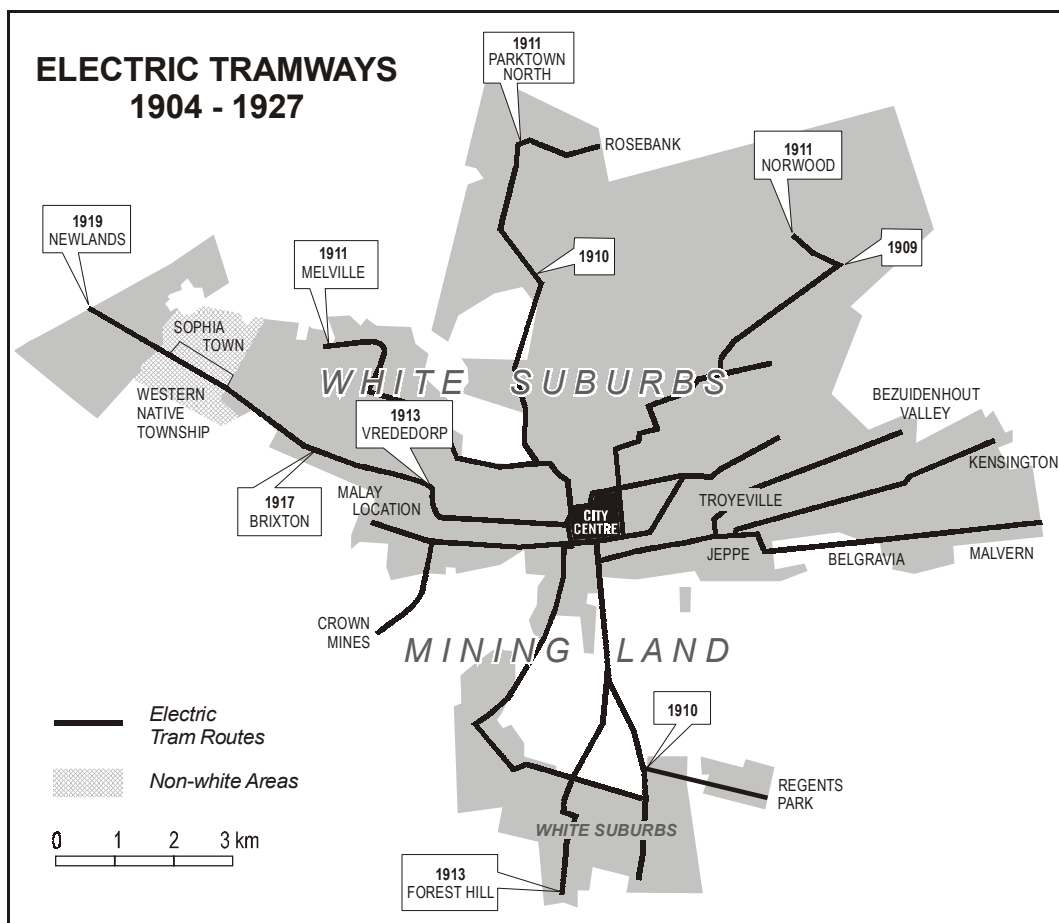 ELECTRIC TRAMWAYS
1904 - 1927
1911
PARKTOWN
NORTH
ROSEBANK
1911
NORWOOD
1919
NEWLANDS
1911
MELVILLE
1910
1909
SOPHIA
TOWN
WHITE SUBURBS
WESTERN
NATIVE
TOWNSHIP
1913
VREDEDORP
BEZUIDENHOUT
VALLEY
KENSINGTON
1917
BRIXTON
MALAY
LOCATION
CITY
CENTRE
TROYEVILLE
JEPPE
BELGRAVIA
MALVERN
CROWN
MINES
MINING LAND
Electric
Tram Routes
1910
Non-white Areas
REGENTS
PARK
WHITE SUBURBS
0 1 2 3 km
1913
FOREST HILL